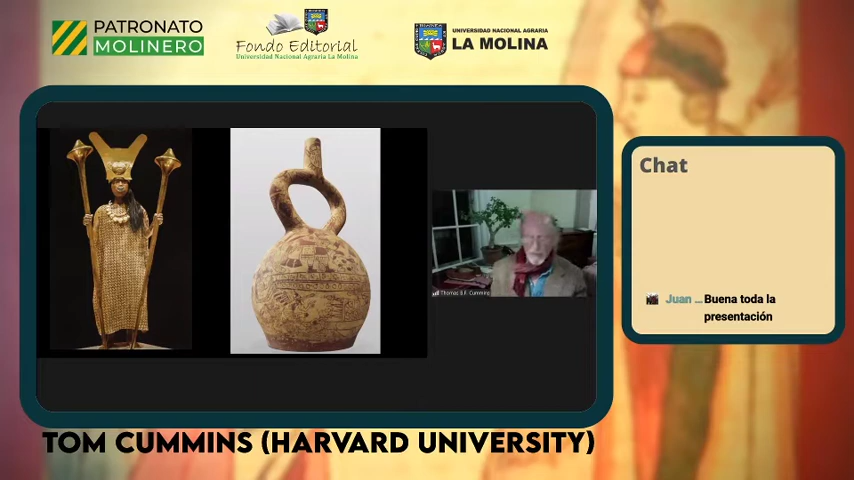 PATRONATO
MOLINERO
Fondo Editorial
Universidad Nacional Agraria La Molina
UNIVERSIDAD NACIONAL AGRARIA
LA MOLINA
Thomas B.F. Cummins
Chat
Juan ... Buena toda la
presentación
TOM CUMMINS (HARVARD UNIVERSITY)